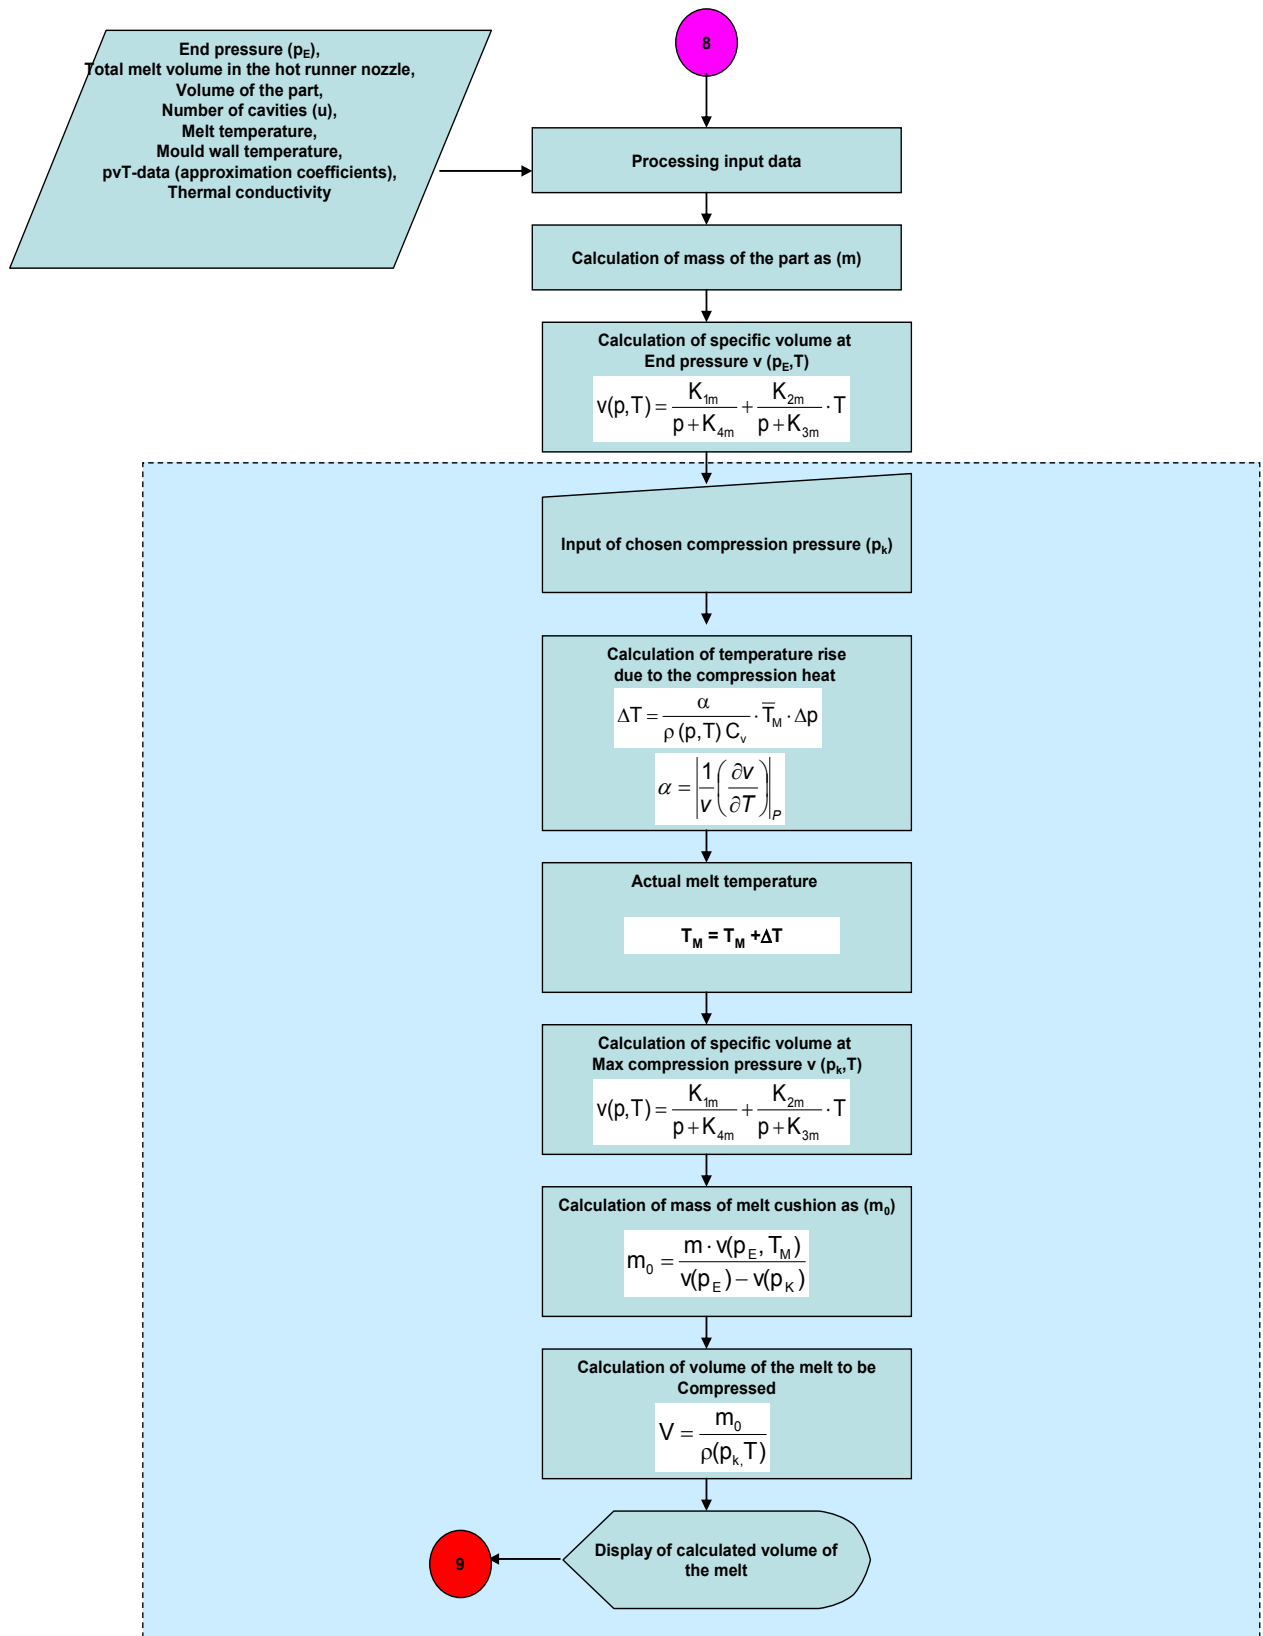 8
End pressure (pE),
Total melt volume in the hot runner nozzle,
Volume of the part,
Number of cavities (u),
Melt temperature,
Mould wall temperature,
pvT-data (approximation coefficients),
Thermal conductivity
Processing input data
Calculation of mass of the part as (m)
Calculation of specific volume at
End pressure v (pE,T)
v(p,T) = K1m / (p + K4m) + K2m / (p + K3m) · T
Input of chosen compression pressure (pk)
Calculation of temperature rise
due to the compression heat
ΔT = α / (ρ (p,T) Cv) · T̅M · Δp
α = |1/v (∂v/∂T)|P
Actual melt temperature
TM = TM +ΔT
Calculation of specific volume at
Max compression pressure v (pk,T)
v(p,T) = K1m / (p + K4m) + K2m / (p + K3m) · T
Calculation of mass of melt cushion as (m0)
m0 = m · v(pE, TM) / (v(pE) − v(pK))
Calculation of volume of the melt to be
Compressed
V = m0 / ρ(pk,T)
Display of calculated volume of
the melt
9